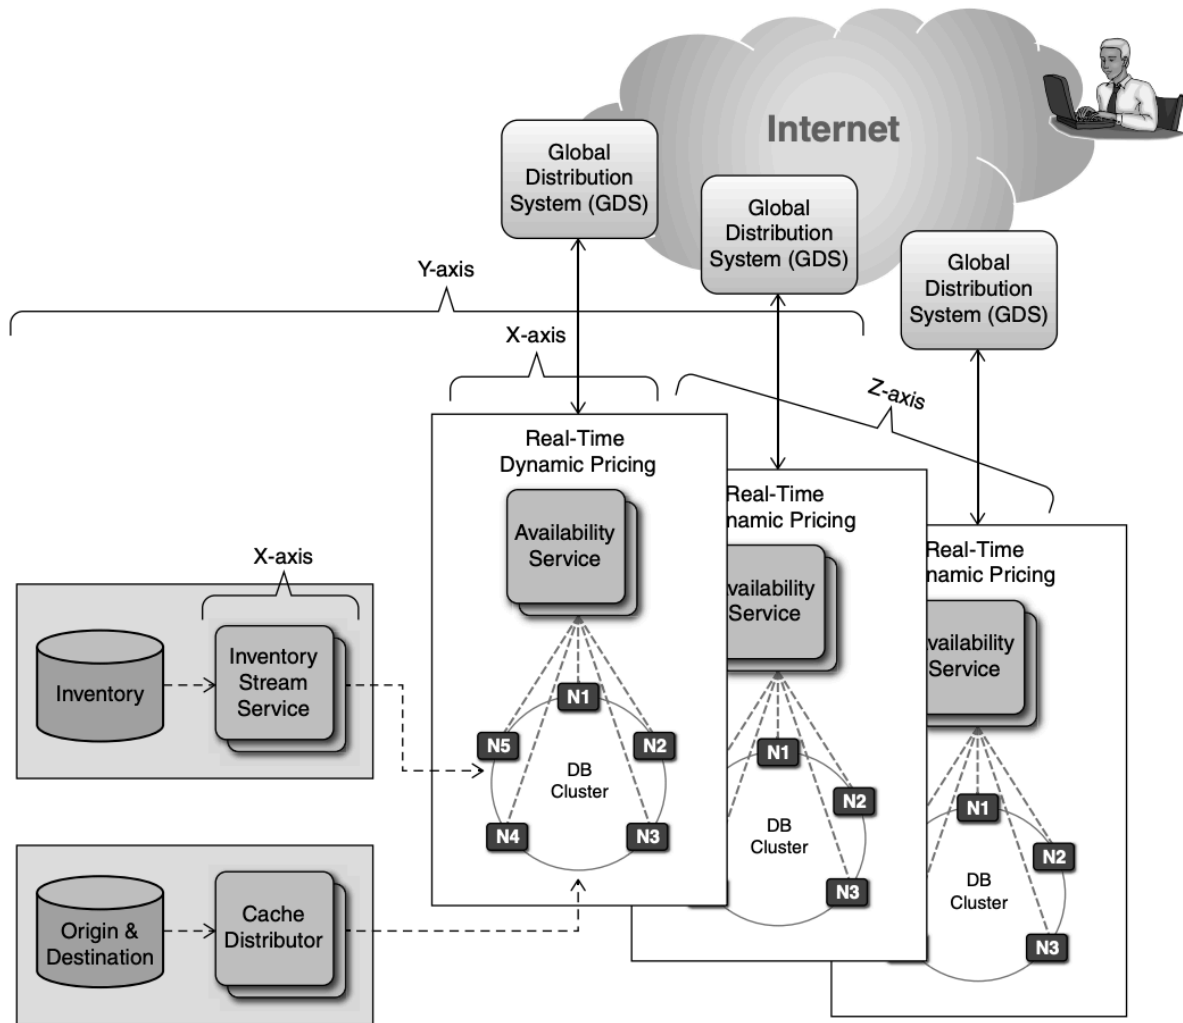 Internet
Global
Distribution
System (GDS)
Global
Distribution
System (GDS)
Global
Distribution
System (GDS)
Y-axis
X-axis
Z-axis
Real-Time
Dynamic Pricing
Availability
Service
N1
N2
N3
N4
N5
DB
Cluster
Real-Time
namic Pricing
vailability
Service
N1
N2
N3
DB
Cluster
Real-Time
namic Pricing
vailability
Service
N1
N2
N3
DB
Cluster
X-axis
Inventory
Inventory
Stream
Service
Origin &
Destination
Cache
Distributor